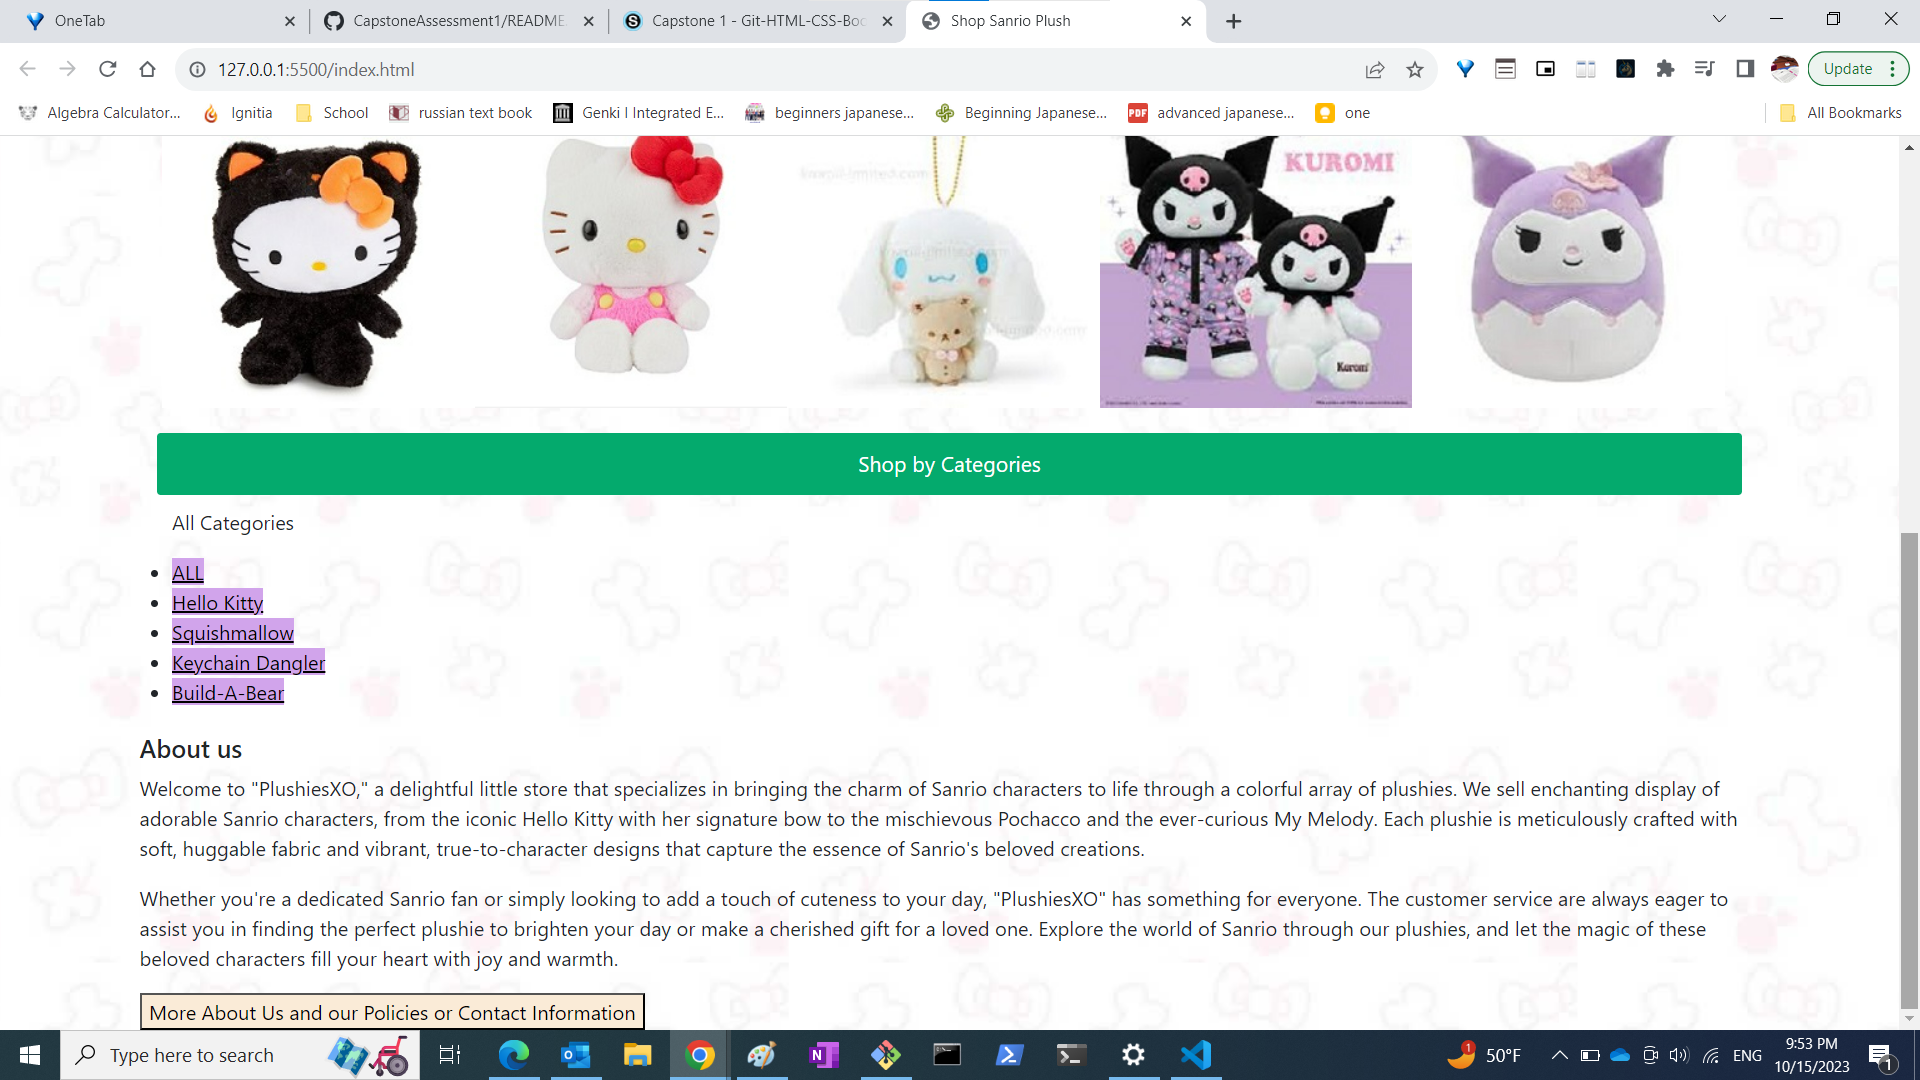 OneTab
CapstoneAssessment1/README
Capstone 1 - Git-HTML-CSS-Boo
Shop Sanrio Plush
127.0.0.1:5500/index.html
Update
Algebra Calculator...
Ignitia
School
russian text book
Genki I Integrated E...
beginners japanese...
Beginning Japanese...
PDF
advanced japanese...
one
All Bookmarks
KUROMI
Kuromi
Shop by Categories
All Categories
ALL
Hello Kitty
Squishmallow
Keychain Dangler
Build-A-Bear
About us
Welcome to "PlushiesXO," a delightful little store that specializes in bringing the charm of Sanrio characters to life through a colorful array of plushies. We sell enchanting display of
adorable Sanrio characters, from the iconic Hello Kitty with her signature bow to the mischievous Pochacco and the ever-curious My Melody. Each plushie is meticulously crafted with
soft, huggable fabric and vibrant, true-to-character designs that capture the essence of Sanrio's beloved creations.
Whether you're a dedicated Sanrio fan or simply looking to add a touch of cuteness to your day, "PlushiesXO" has something for everyone. The customer service are always eager to
assist you in finding the perfect plushie to brighten your day or make a cherished gift for a loved one. Explore the world of Sanrio through our plushies, and let the magic of these
beloved characters fill your heart with joy and warmth.
More About Us and our Policies or Contact Information
Type here to search
1
50°F
ENG
9:53 PM
10/15/2023
1